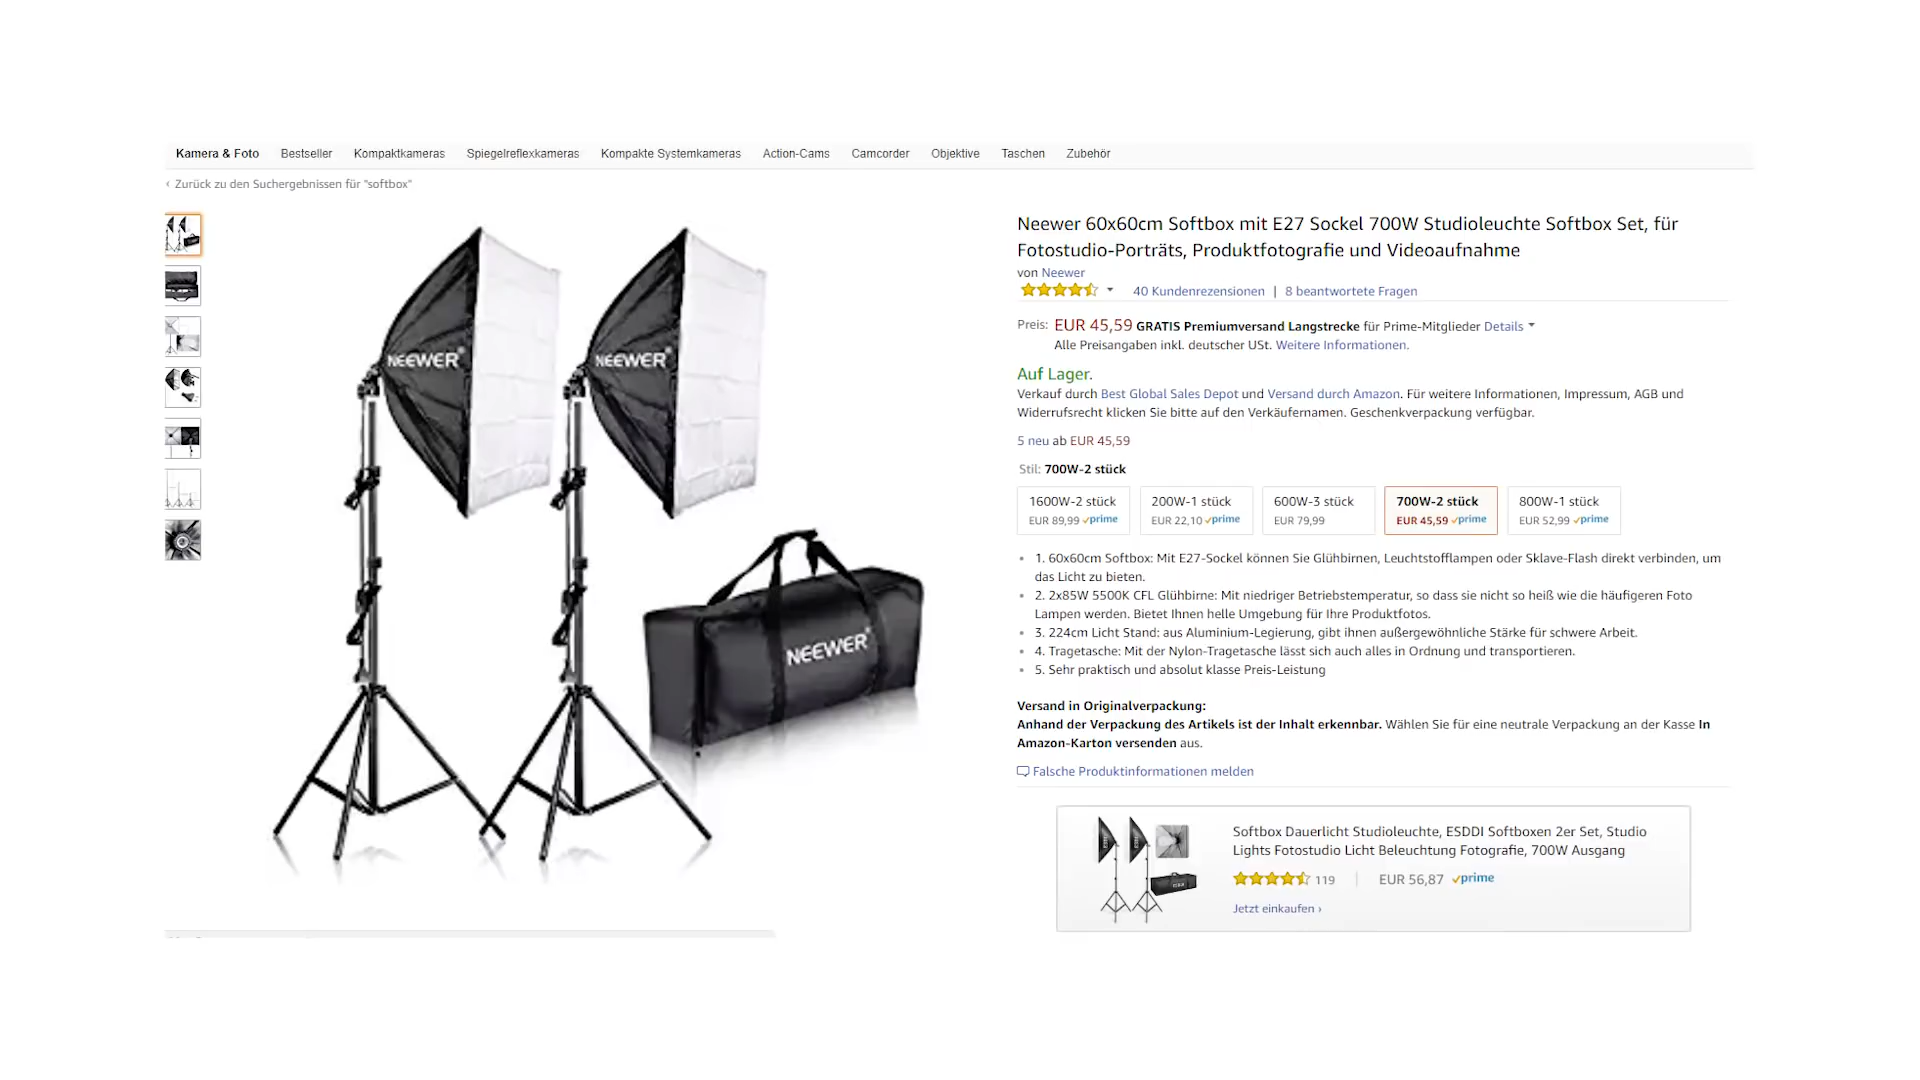 Kamera & Foto Bestseller Kompaktkameras Spiegelreflexkameras Kompakte Systemkameras Action-Cams Camcorder Objektive Taschen Zubehör
‹ Zurück zu den Suchergebnissen für "softbox"
NEEWER®
NEEWER®
NEEWER®
Neewer 60x60cm Softbox mit E27 Sockel 700W Studioleuchte Softbox Set, für
Fotostudio-Porträts, Produktfotografie und Videoaufnahme
von Neewer
40 Kundenrezensionen | 8 beantwortete Fragen
Preis: EUR 45,59 GRATIS Premiumversand Langstrecke für Prime-Mitglieder Details
Alle Preisangaben inkl. deutscher USt. Weitere Informationen.
Auf Lager.
Verkauf durch Best Global Sales Depot und Versand durch Amazon. Für weitere Informationen, Impressum, AGB und
Widerrufsrecht klicken Sie bitte auf den Verkäufernamen. Geschenkverpackung verfügbar.
5 neu ab EUR 45,59
Stil: 700W-2 stück
1600W-2 stück 200W-1 stück 600W-3 stück 700W-2 stück 800W-1 stück
EUR 89,99 prime EUR 22,10 prime EUR 79,99 EUR 45,59 prime EUR 52,99 prime
• 1. 60x60cm Softbox: Mit E27-Sockel können Sie Glühbirnen, Leuchtstofflampen oder Sklave-Flash direkt verbinden, um
das Licht zu bieten.
• 2. 2x85W 5500K CFL Glühbirne: Mit niedriger Betriebstemperatur, so dass sie nicht so heiß wie die häufigeren Foto
Lampen werden. Bietet Ihnen helle Umgebung für Ihre Produktfotos.
• 3. 224cm Licht Stand: aus Aluminium-Legierung, gibt ihnen außergewöhnliche Stärke für schwere Arbeit.
• 4. Tragetasche: Mit der Nylon-Tragetasche lässt sich auch alles in Ordnung und transportieren.
• 5. Sehr praktisch und absolut klasse Preis-Leistung
Versand in Originalverpackung:
Anhand der Verpackung des Artikels ist der Inhalt erkennbar. Wählen Sie für eine neutrale Verpackung an der Kasse In
Amazon-Karton versenden aus.
Falsche Produktinformationen melden
Softbox Dauerlicht Studioleuchte, ESDDI Softboxen 2er Set, Studio
Lights Fotostudio Licht Beleuchtung Fotografie, 700W Ausgang
119 | EUR 56,87 prime
Jetzt einkaufen ›